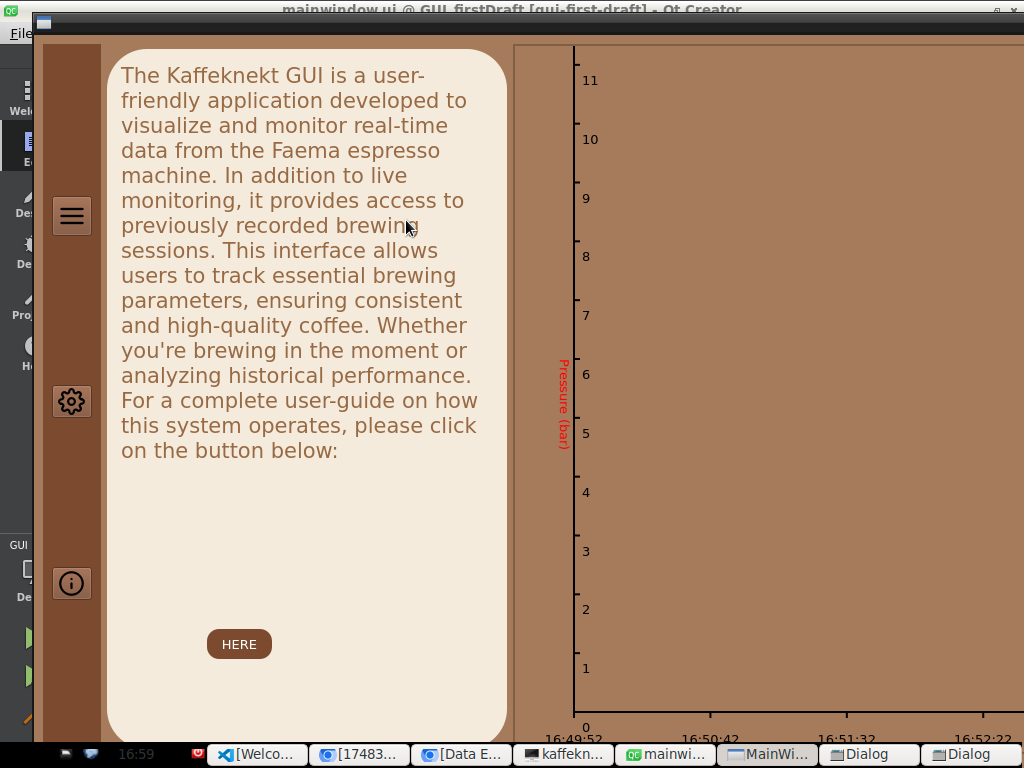 mainwindow.ui @ GUI_firstDraft [gui-first-draft] - Qt Creator
File
The Kaffeknekt GUI is a user-
friendly application developed to
visualize and monitor real-time
data from the Faema espresso
machine. In addition to live
monitoring, it provides access to
previously recorded brewing
sessions. This interface allows
users to track essential brewing
parameters, ensuring consistent
and high-quality coffee. Whether
you're brewing in the moment or
analyzing historical performance.
For a complete user-guide on how
this system operates, please click
on the button below:
HERE
11
10
9
8
7
6
5
4
3
2
1
0
Pressure (bar)
16:49:52
16:50:42
16:51:32
16:52:22
Welc
E
Des
De
Proj
H
GUI
De
16:59
[Welco...
[17483...
[Data E...
kaffekn...
mainwi...
MainWi...
Dialog
Dialog